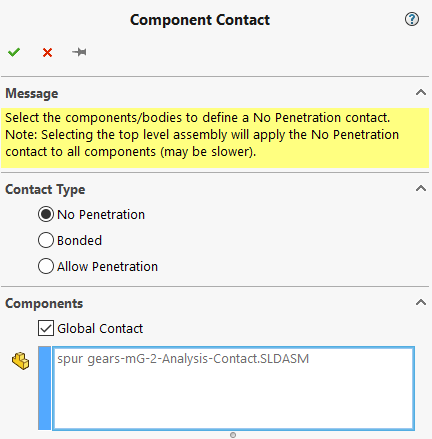 Component Contact
Message
Select the components/bodies to define a No Penetration contact.
Note: Selecting the top level assembly will apply the No Penetration
contact to all components (may be slower).
Contact Type
No Penetration
Bonded
Allow Penetration
Components
Global Contact
spur gears-mG-2-Analysis-Contact.SLDASM